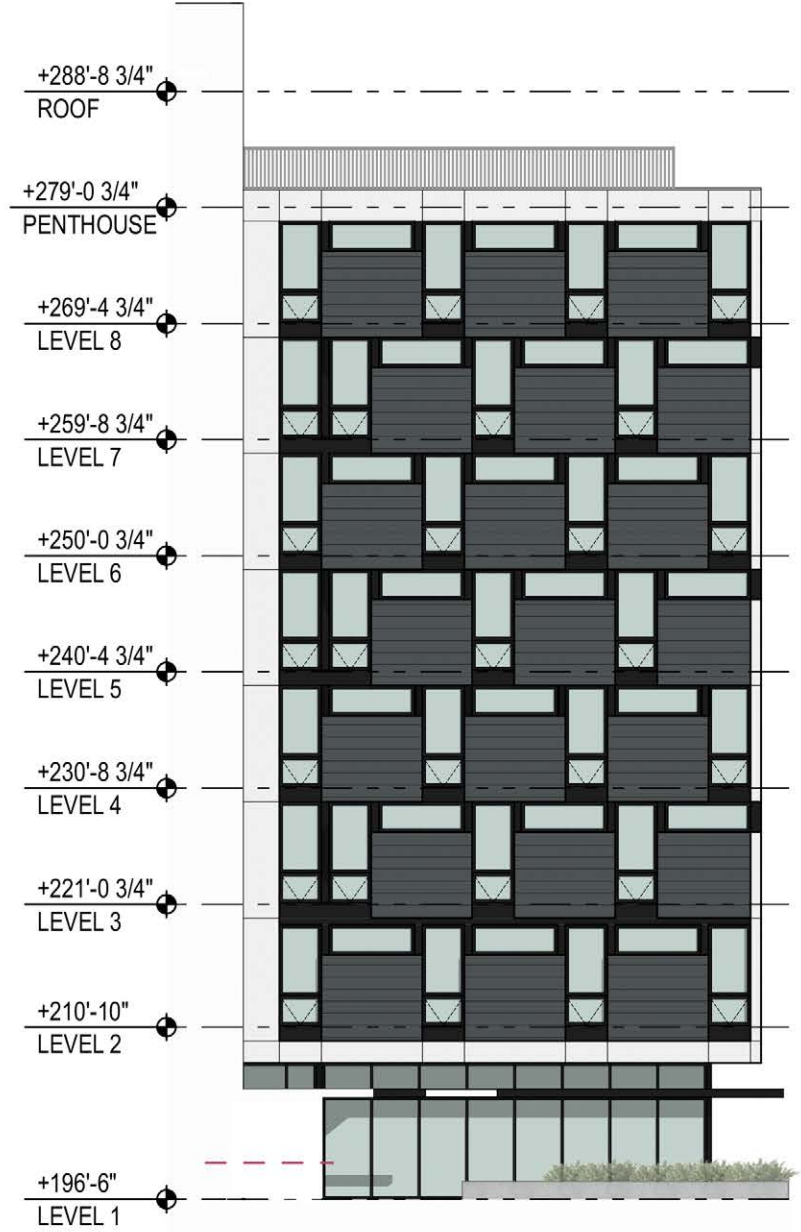 +288'-8 3/4"
ROOF
+279'-0 3/4"
PENTHOUSE
+269'-4 3/4"
LEVEL 8
+259'-8 3/4"
LEVEL 7
+250'-0 3/4"
LEVEL 6
+240'-4 3/4"
LEVEL 5
+230'-8 3/4"
LEVEL 4
+221'-0 3/4"
LEVEL 3
+210'-10"
LEVEL 2
+196'-6"
LEVEL 1